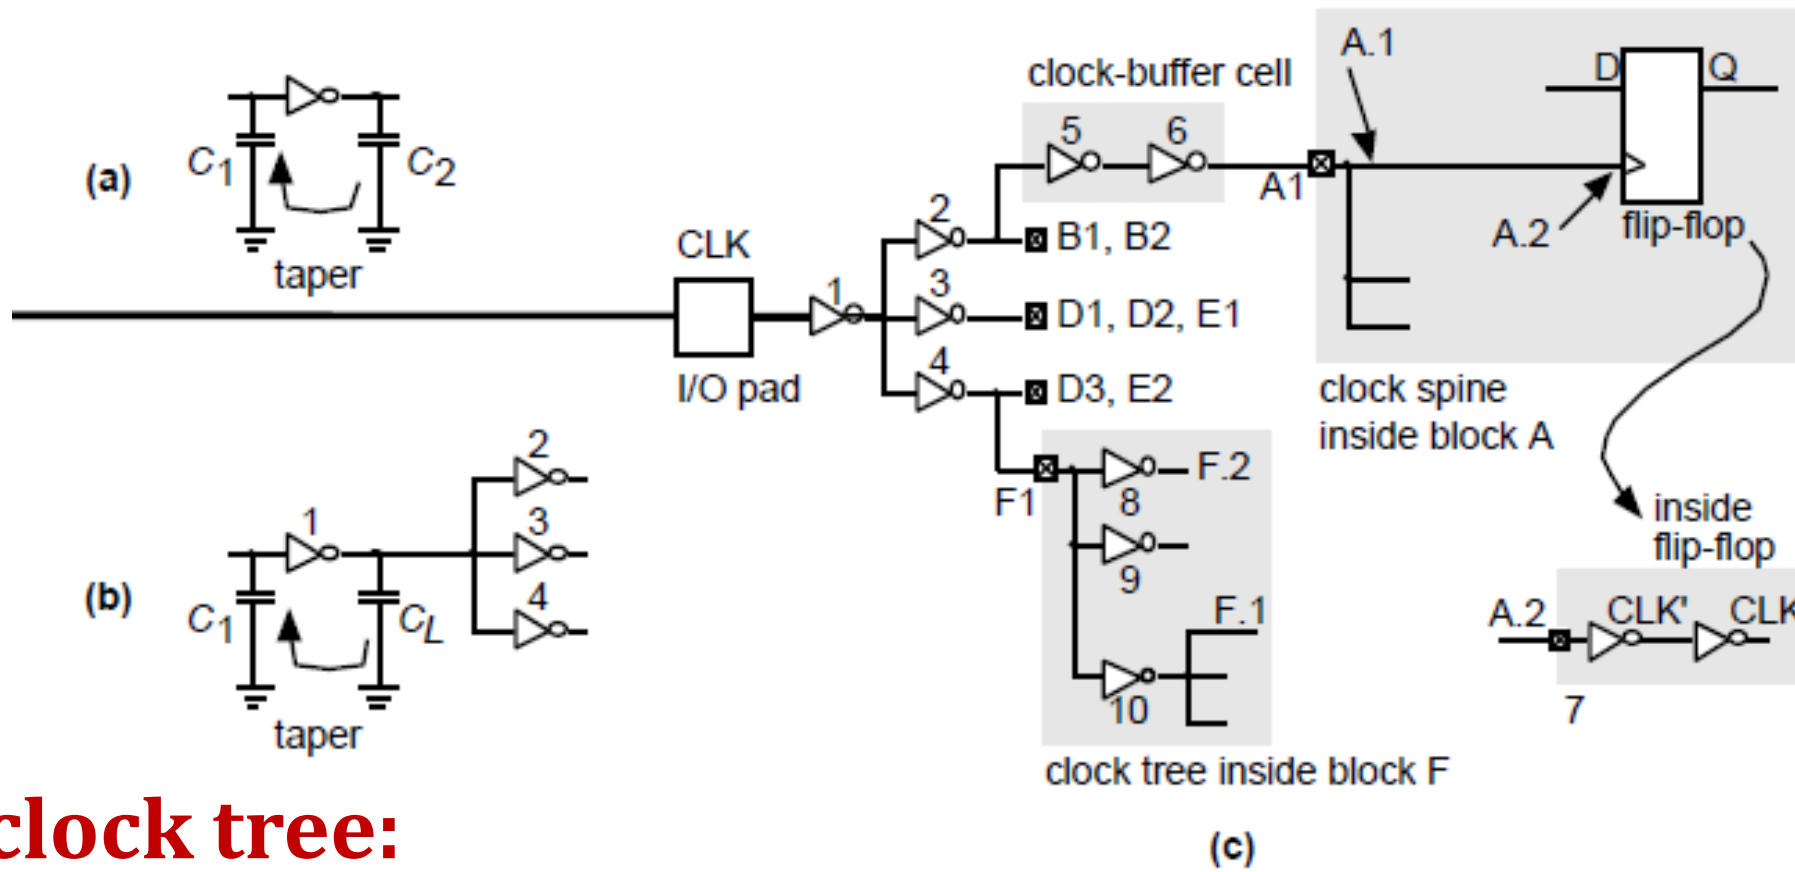 (a)
C1
C2
taper
(b)
1
2
3
4
C1
CL
taper
CLK
I/O pad
1
2
3
4
clock-buffer cell
5
6
B1, B2
D1, D2, E1
D3, E2
A1
A.1
D
Q
A.2
flip-flop
clock spine
inside block A
F1
8
F.2
9
10
F.1
clock tree inside block F
inside
flip-flop
A.2
CLK'
CLK
7
(c)
clock tree: